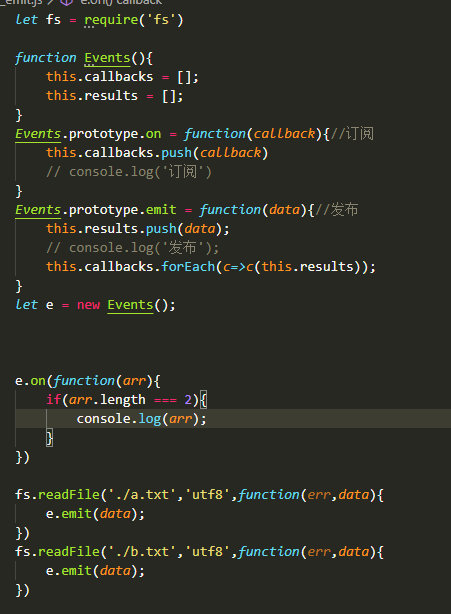 _emit.js > e.on() callback
let fs = require('fs')
function Events(){
this.callbacks = [];
this.results = [];
}
Events.prototype.on = function(callback){//订阅
this.callbacks.push(callback)
// console.log('订阅')
}
Events.prototype.emit = function(data){//发布
this.results.push(data);
// console.log('发布');
this.callbacks.forEach(c=>c(this.results));
}
let e = new Events();
e.on(function(arr){
if(arr.length === 2){
console.log(arr);
}
})
fs.readFile('./a.txt','utf8',function(err,data){
e.emit(data);
})
fs.readFile('./b.txt','utf8',function(err,data){
e.emit(data);
})